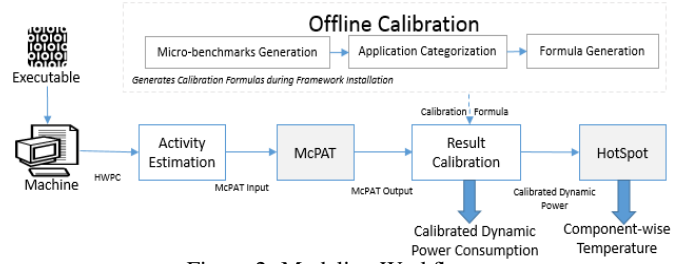 Offline Calibration
Micro-benchmarks Generation
Application Categorization
Formula Generation
Generates Calibration Formulas during Framework Installation
Executable
Calibration Formula
Machine
HWPC
Activity
Estimation
McPAT Input
McPAT
McPAT Output
Result
Calibration
Calibrated Dynamic
Power
HotSpot
Calibrated Dynamic
Power Consumption
Component-wise
Temperature